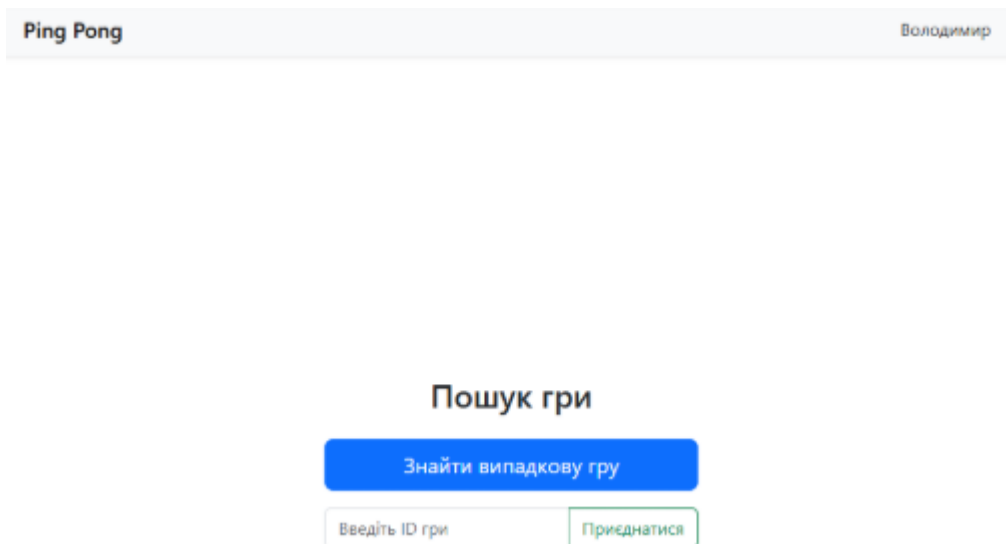 Ping Pong Володимир
Пошук гри
Знайти випадкову гру
Введіть ID гри Приєднатися